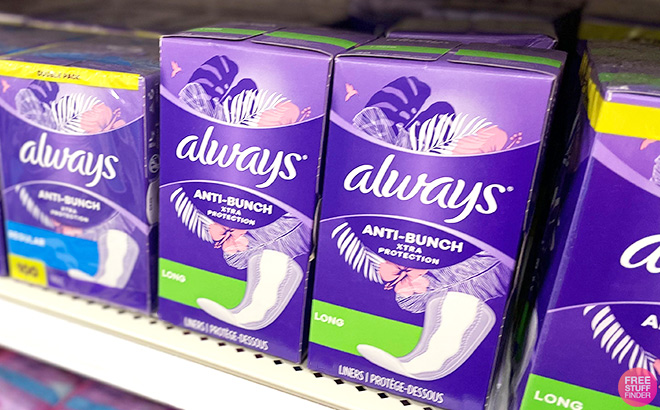 DOUBLE PACK
always
ANTI-BUNCH
XTRA
PROTECTION
REGULAR
100
always®
ANTI-BUNCH
XTRA
PROTECTION
LONG
LINERS | PROTÈGE-DESSOUS
always®
ANTI-BUNCH
XTRA
PROTECTION
LONG
LINERS | PROTÈGE-DESSOUS
LONG
FREE
STUFF
FINDER